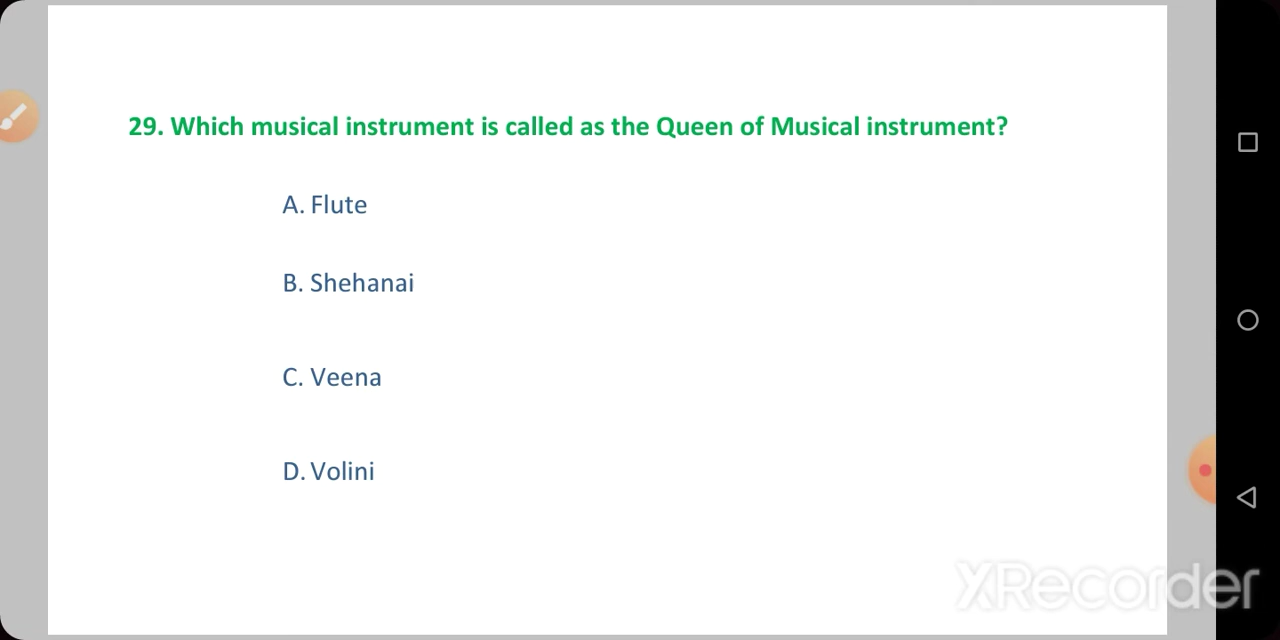 29. Which musical instrument is called as the Queen of Musical instrument?
A. Flute
B. Shehanai
C. Veena
D. Volini
XRecorder